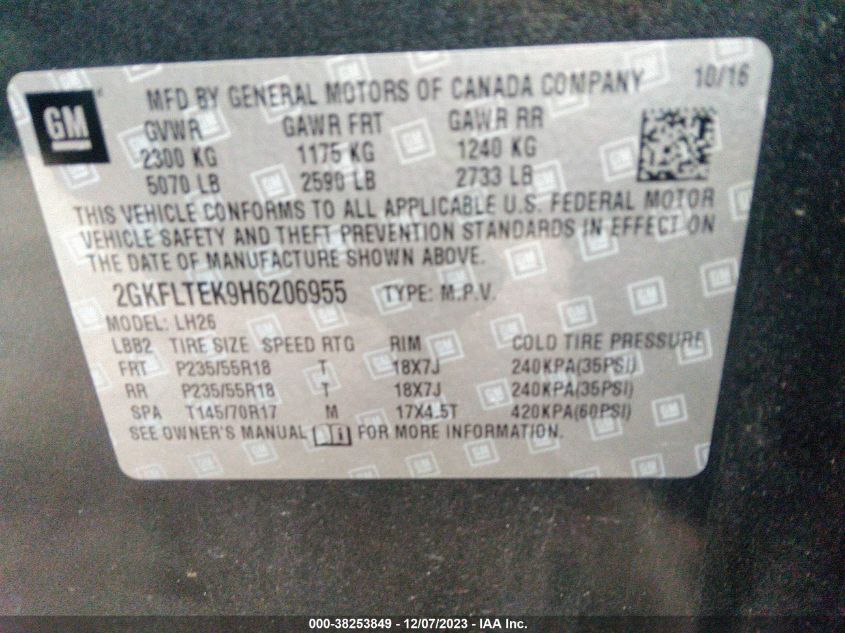 GM
MFD BY GENERAL MOTORS OF CANADA COMPANY 10/16
GVWR GAWR FRT GAWR RR
2300 KG 1175 KG 1240 KG
5070 LB 2590 LB 2733 LB
THIS VEHICLE CONFORMS TO ALL APPLICABLE U.S. FEDERAL MOTOR
VEHICLE SAFETY AND THEFT PREVENTION STANDARDS IN EFFECT ON
THE DATE OF MANUFACTURE SHOWN ABOVE.
2GKFLTEK9H6206955 TYPE: M.P.V.
MODEL: LH26
LBB2 TIRE SIZE SPEED RTG RIM COLD TIRE PRESSURE
FRT P235/55R18 T 18X7J 240KPA(35PSI)
RR P235/55R18 T 18X7J 240KPA(35PSI)
SPA T145/70R17 M 17X4.5T 420KPA(60PSI)
SEE OWNER'S MANUAL i FOR MORE INFORMATION.
000-38253849 - 12/07/2023 - IAA Inc.